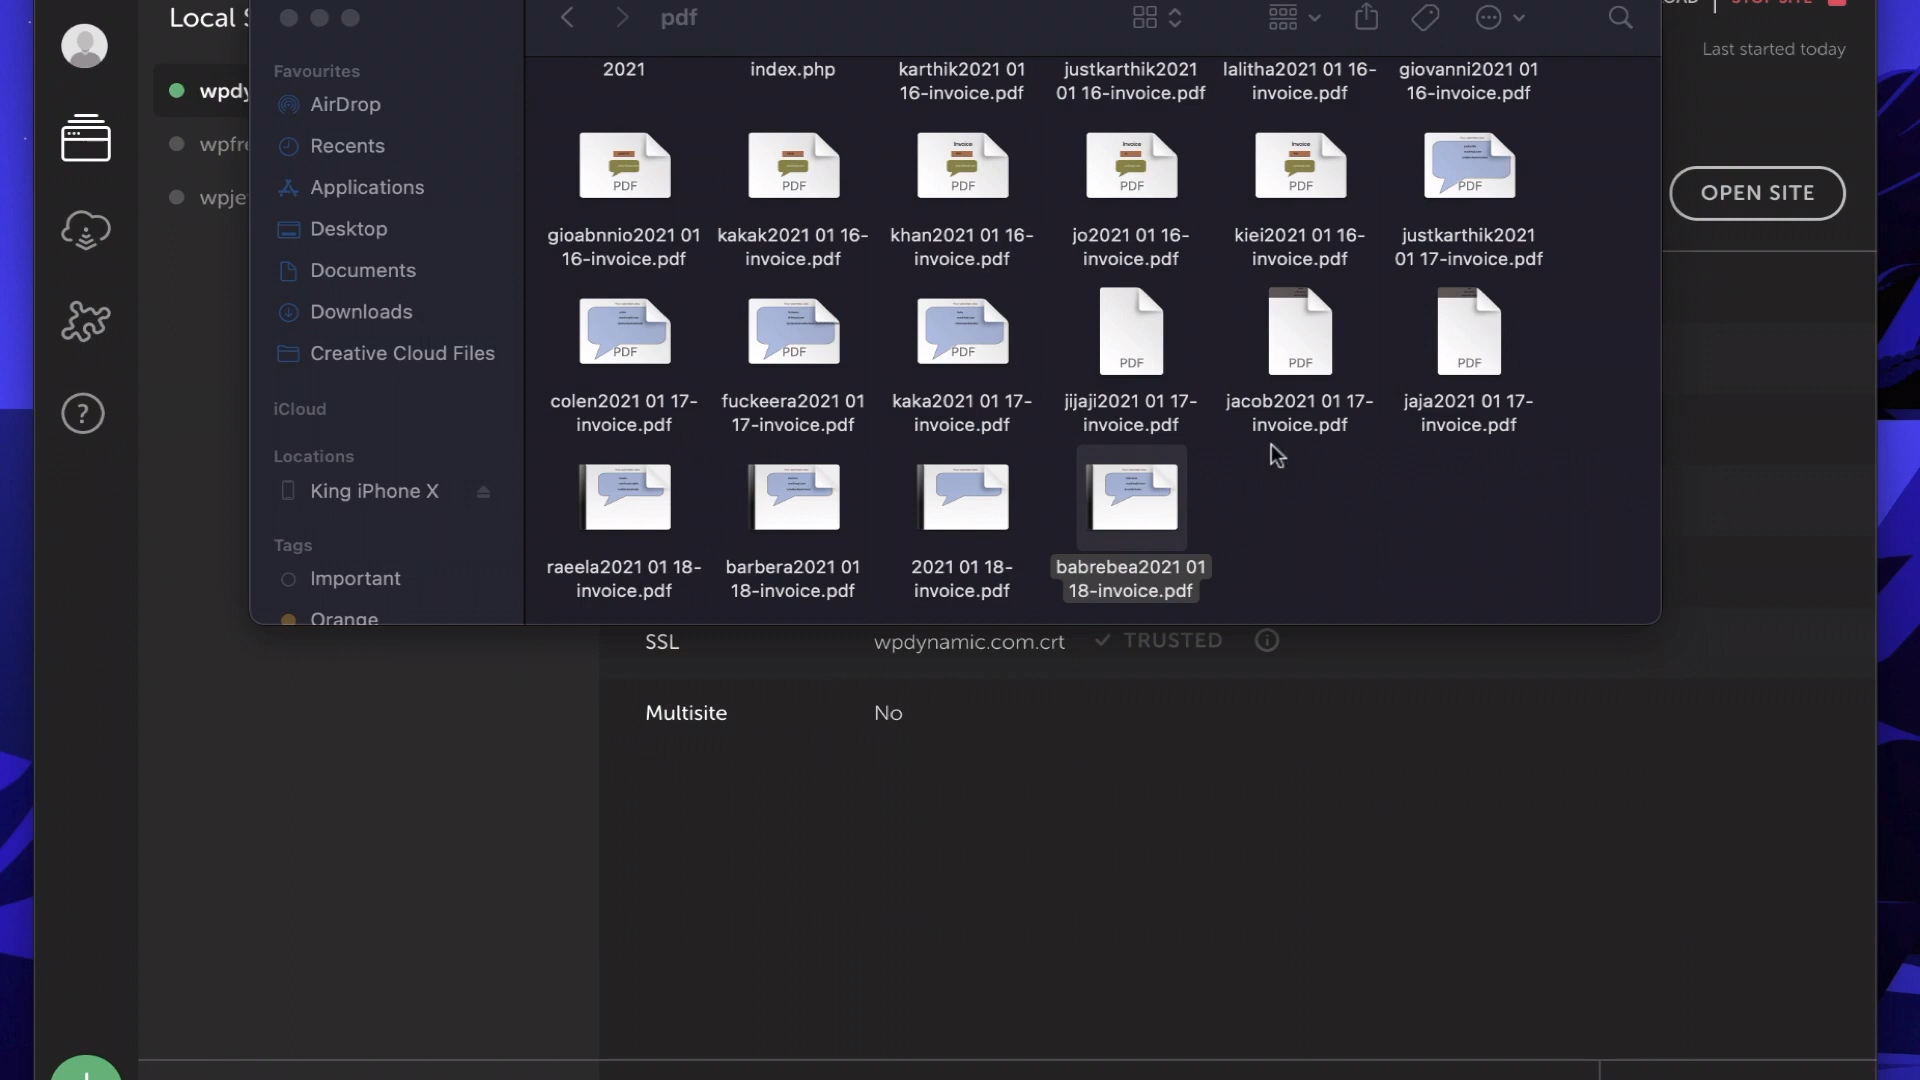 Local
pdf
STOP SITE
Last started today
wpdy
wpfre
wpje
OPEN SITE
Favourites
AirDrop
Recents
Applications
Desktop
Documents
Downloads
Creative Cloud Files
iCloud
Locations
King iPhone X
Tags
Important
Orange
2021
index.php
karthik2021 01
16-invoice.pdf
justkarthik2021
01 16-invoice.pdf
lalitha2021 01 16-
invoice.pdf
giovanni2021 01
16-invoice.pdf
PDF
PDF
Invoice
PDF
Invoice
PDF
Invoice
PDF
PDF
gioabnnio2021 01
16-invoice.pdf
kakak2021 01 16-
invoice.pdf
khan2021 01 16-
invoice.pdf
jo2021 01 16-
invoice.pdf
kiei2021 01 16-
invoice.pdf
justkarthik2021
01 17-invoice.pdf
PDF
PDF
PDF
PDF
PDF
PDF
colen2021 01 17-
invoice.pdf
fuckeera2021 01
17-invoice.pdf
kaka2021 01 17-
invoice.pdf
jijaji2021 01 17-
invoice.pdf
jacob2021 01 17-
invoice.pdf
jaja2021 01 17-
invoice.pdf
raeela2021 01 18-
invoice.pdf
barbera2021 01
18-invoice.pdf
2021 01 18-
invoice.pdf
babrebea2021 01
18-invoice.pdf
SSL
wpdynamic.com.crt
TRUSTED
Multisite
No